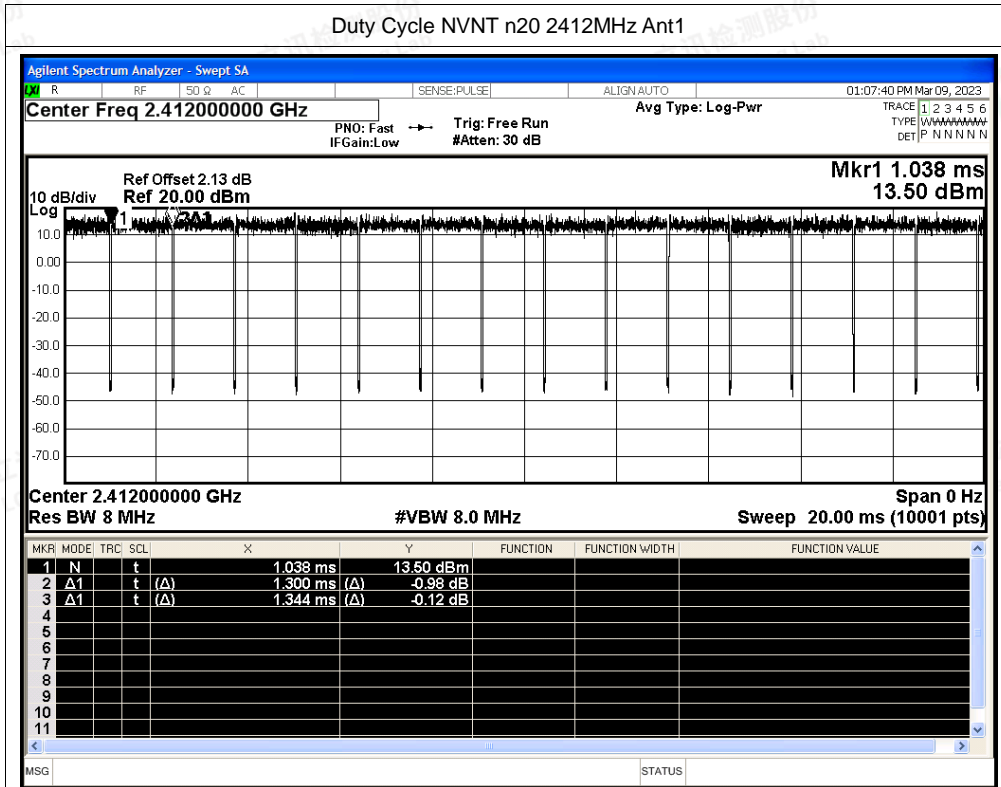 Duty Cycle NVNT n20 2412MHz Ant1
Agilent Spectrum Analyzer - Swept SA
LXI R RF 50 Ω AC SENSE:PULSE ALIGN AUTO 01:07:40 PM Mar 09, 2023
Center Freq 2.412000000 GHz Avg Type: Log-Pwr TRACE 1 2 3 4 5 6
PNO: Fast Trig: Free Run TYPE WWWWWW
IFGain:Low #Atten: 30 dB DET P N N N N N
Mkr1 1.038 ms
Ref Offset 2.13 dB
10 dB/div Ref 20.00 dBm 13.50 dBm
Log
1 3Δ1
10.0
0.00
-10.0
-20.0
-30.0
-40.0
-50.0
-60.0
-70.0
Center 2.412000000 GHz Span 0 Hz
Res BW 8 MHz #VBW 8.0 MHz Sweep 20.00 ms (10001 pts)
MKR MODE TRC SCL X Y FUNCTION FUNCTION WIDTH FUNCTION VALUE
1 N t 1.038 ms 13.50 dBm
2 Δ1 t (Δ) 1.300 ms (Δ) -0.98 dB
3 Δ1 t (Δ) 1.344 ms (Δ) -0.12 dB
4
5
6
7
8
9
10
11
MSG STATUS